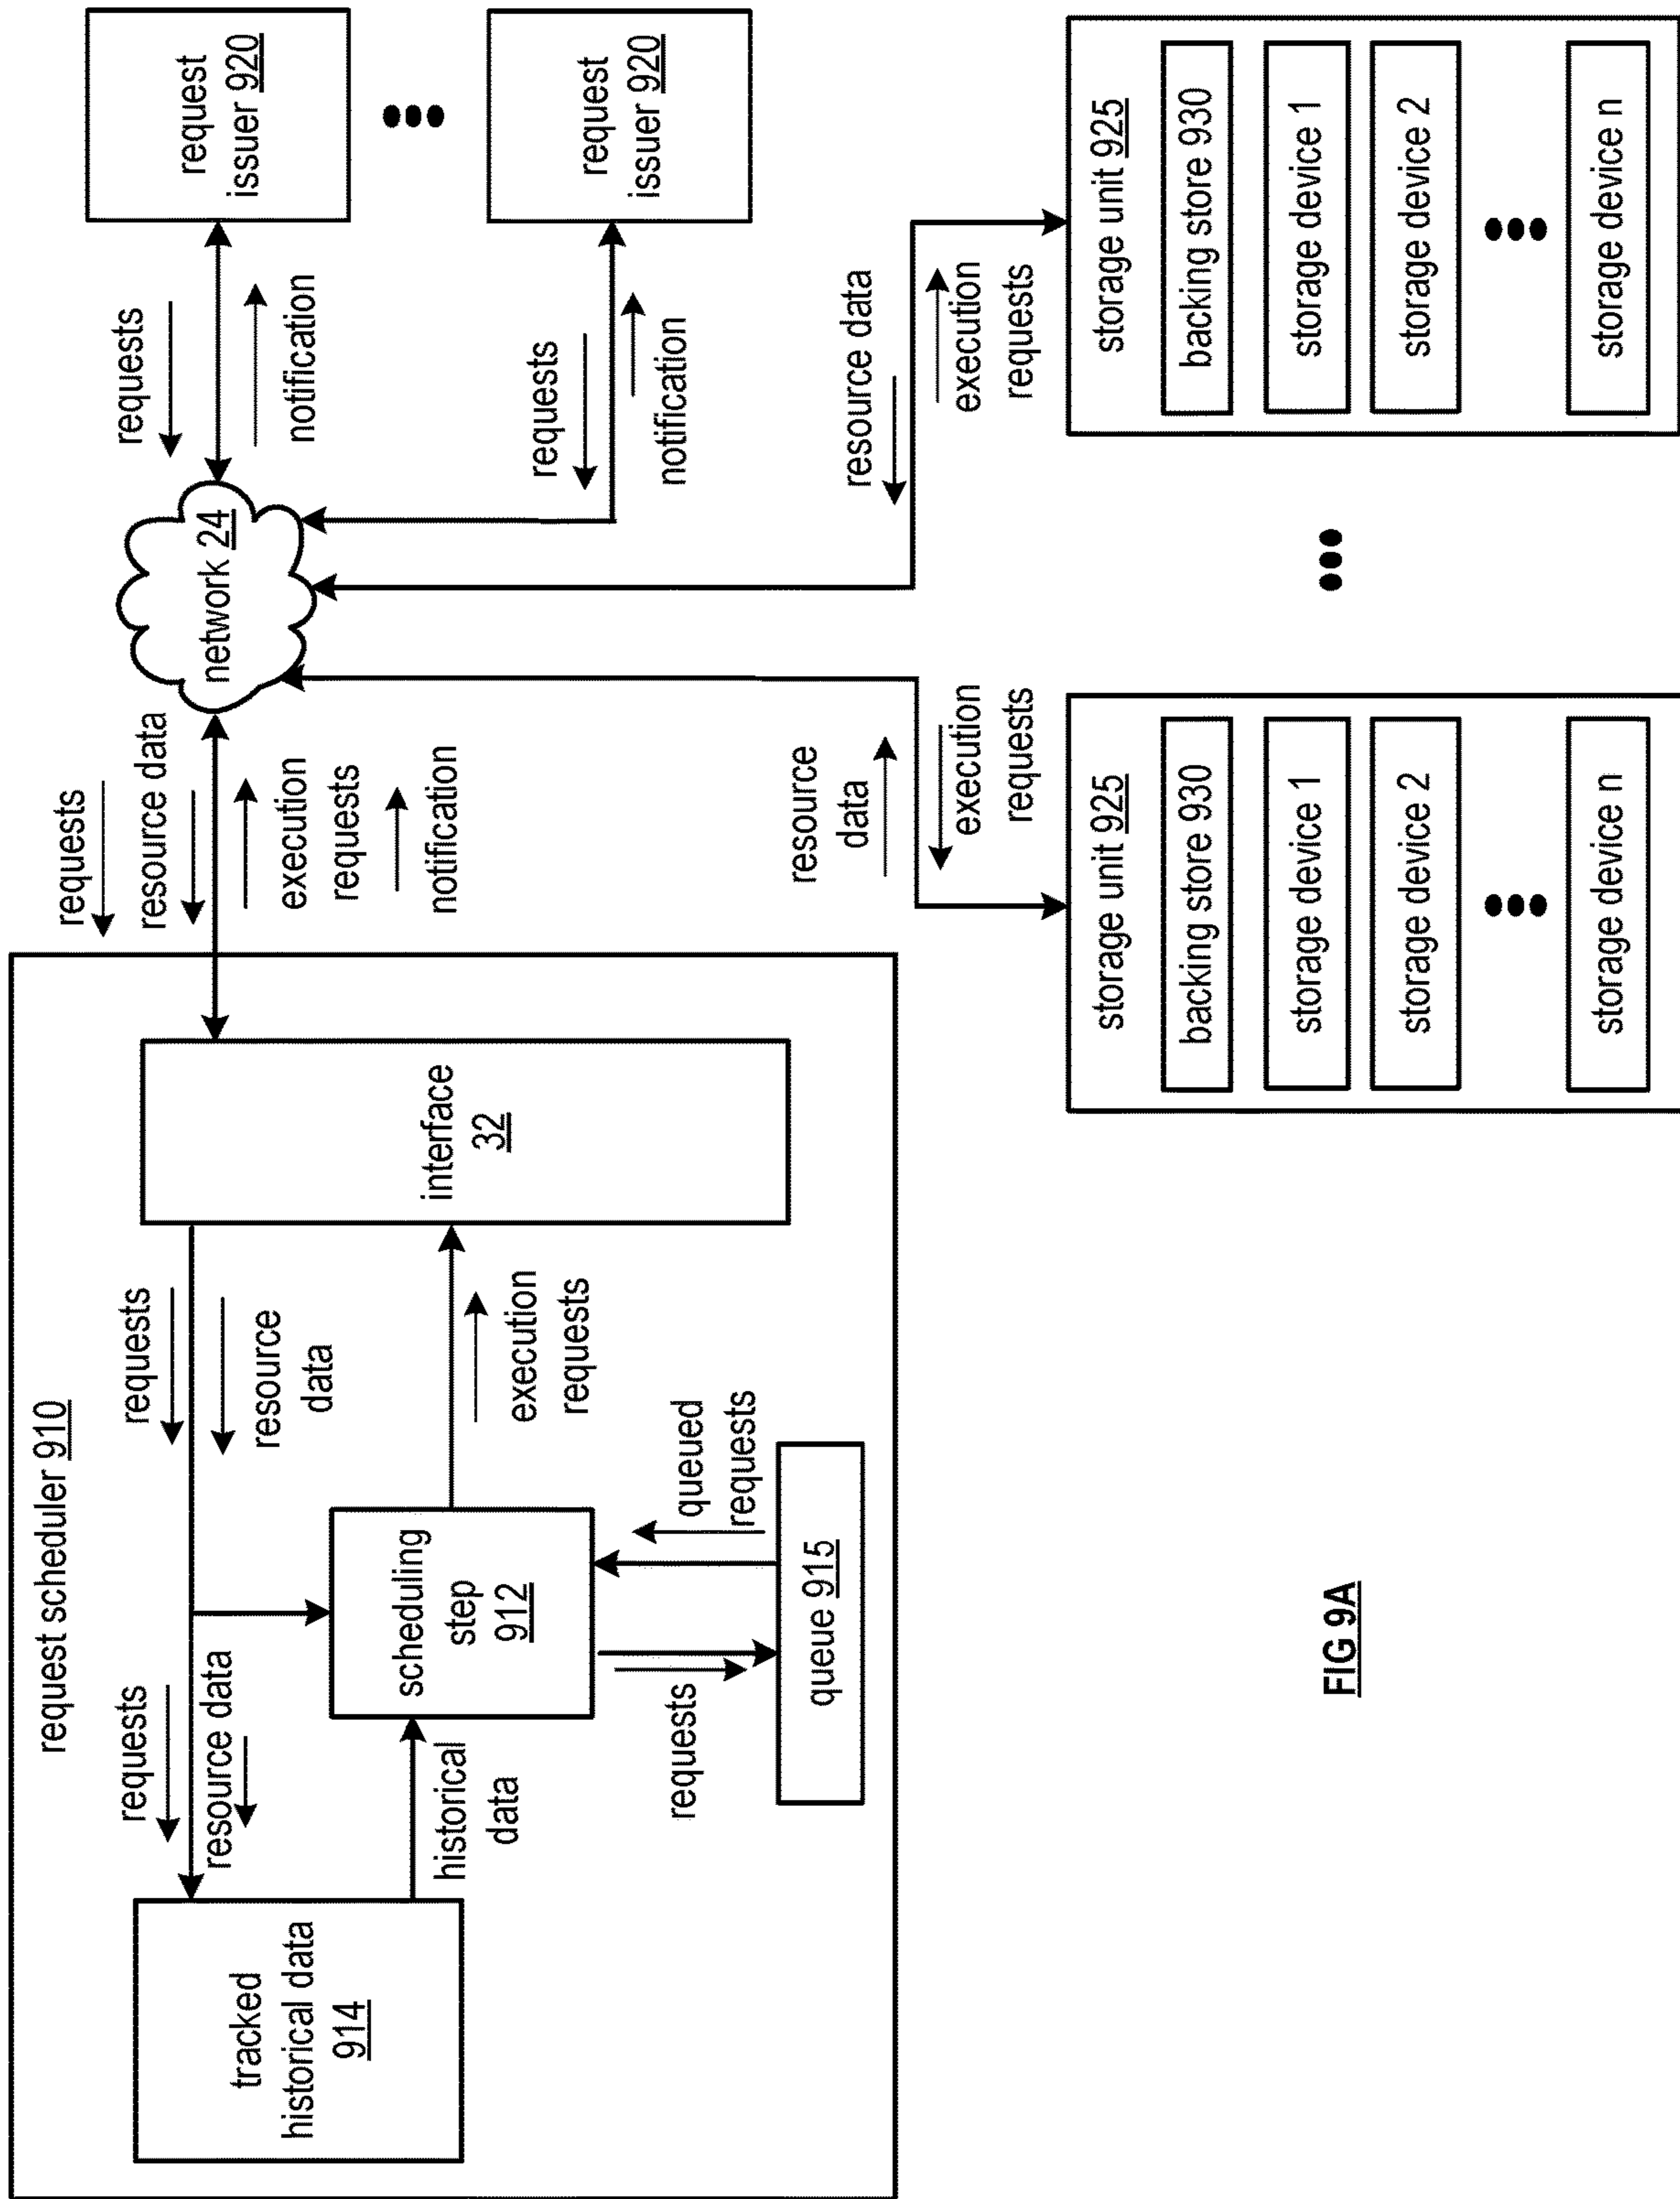 request scheduler 910
tracked
historical data
914
requests
resource data
historical
data
scheduling
step
912
requests
queued
requests
queue 915
requests
resource
data
execution
requests
interface
32
requests
resource data
execution
requests
notification
network 24
requests
notification
request
issuer 920
requests
notification
request
issuer 920
resource
data
execution
requests
resource data
execution
requests
storage unit 925
backing store 930
storage device 1
storage device 2
storage device n
storage unit 925
backing store 930
storage device 1
storage device 2
storage device n
FIG 9A